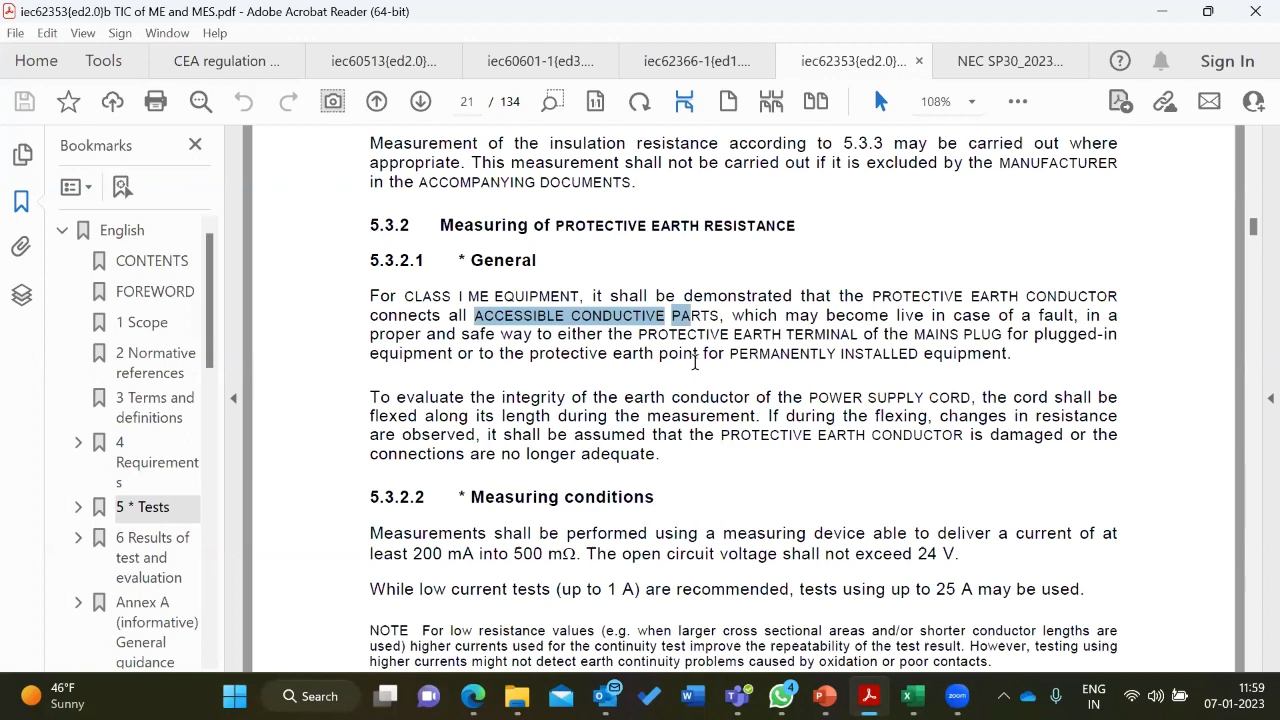 iec62353{ed2.0}b TIC of ME and MES.pdf - Adobe Acrobat Reader (64-bit)
File Edit View Sign Window Help
Home Tools CEA regulation ... iec60513{ed2.0}... iec60601-1{ed3.... iec62366-1{ed1.... iec62353{ed2.0}... × NEC SP30_2023... Sign In
21 / 134 108%
Bookmarks
English
CONTENTS
FOREWORD
1 Scope
2 Normative
references
3 Terms and
definitions
4
Requirement
s
5 * Tests
6 Results of
test and
evaluation
Annex A
(informative)
General
guidance
Measurement of the insulation resistance according to 5.3.3 may be carried out where
appropriate. This measurement shall not be carried out if it is excluded by the MANUFACTURER
in the ACCOMPANYING DOCUMENTS.
5.3.2 Measuring of PROTECTIVE EARTH RESISTANCE
5.3.2.1 * General
For CLASS I ME EQUIPMENT, it shall be demonstrated that the PROTECTIVE EARTH CONDUCTOR
connects all ACCESSIBLE CONDUCTIVE PARTS, which may become live in case of a fault, in a
proper and safe way to either the PROTECTIVE EARTH TERMINAL of the MAINS PLUG for plugged-in
equipment or to the protective earth point for PERMANENTLY INSTALLED equipment.
To evaluate the integrity of the earth conductor of the POWER SUPPLY CORD, the cord shall be
flexed along its length during the measurement. If during the flexing, changes in resistance
are observed, it shall be assumed that the PROTECTIVE EARTH CONDUCTOR is damaged or the
connections are no longer adequate.
5.3.2.2 * Measuring conditions
Measurements shall be performed using a measuring device able to deliver a current of at
least 200 mA into 500 mΩ. The open circuit voltage shall not exceed 24 V.
While low current tests (up to 1 A) are recommended, tests using up to 25 A may be used.
NOTE For low resistance values (e.g. when larger cross sectional areas and/or shorter conductor lengths are
used) higher currents used for the continuity test improve the repeatability of the test result. However, testing using
higher currents might not detect earth continuity problems caused by oxidation or poor contacts.
46°F
Sunny
Search
4
zoom
ENG
IN
11:59
07-01-2023